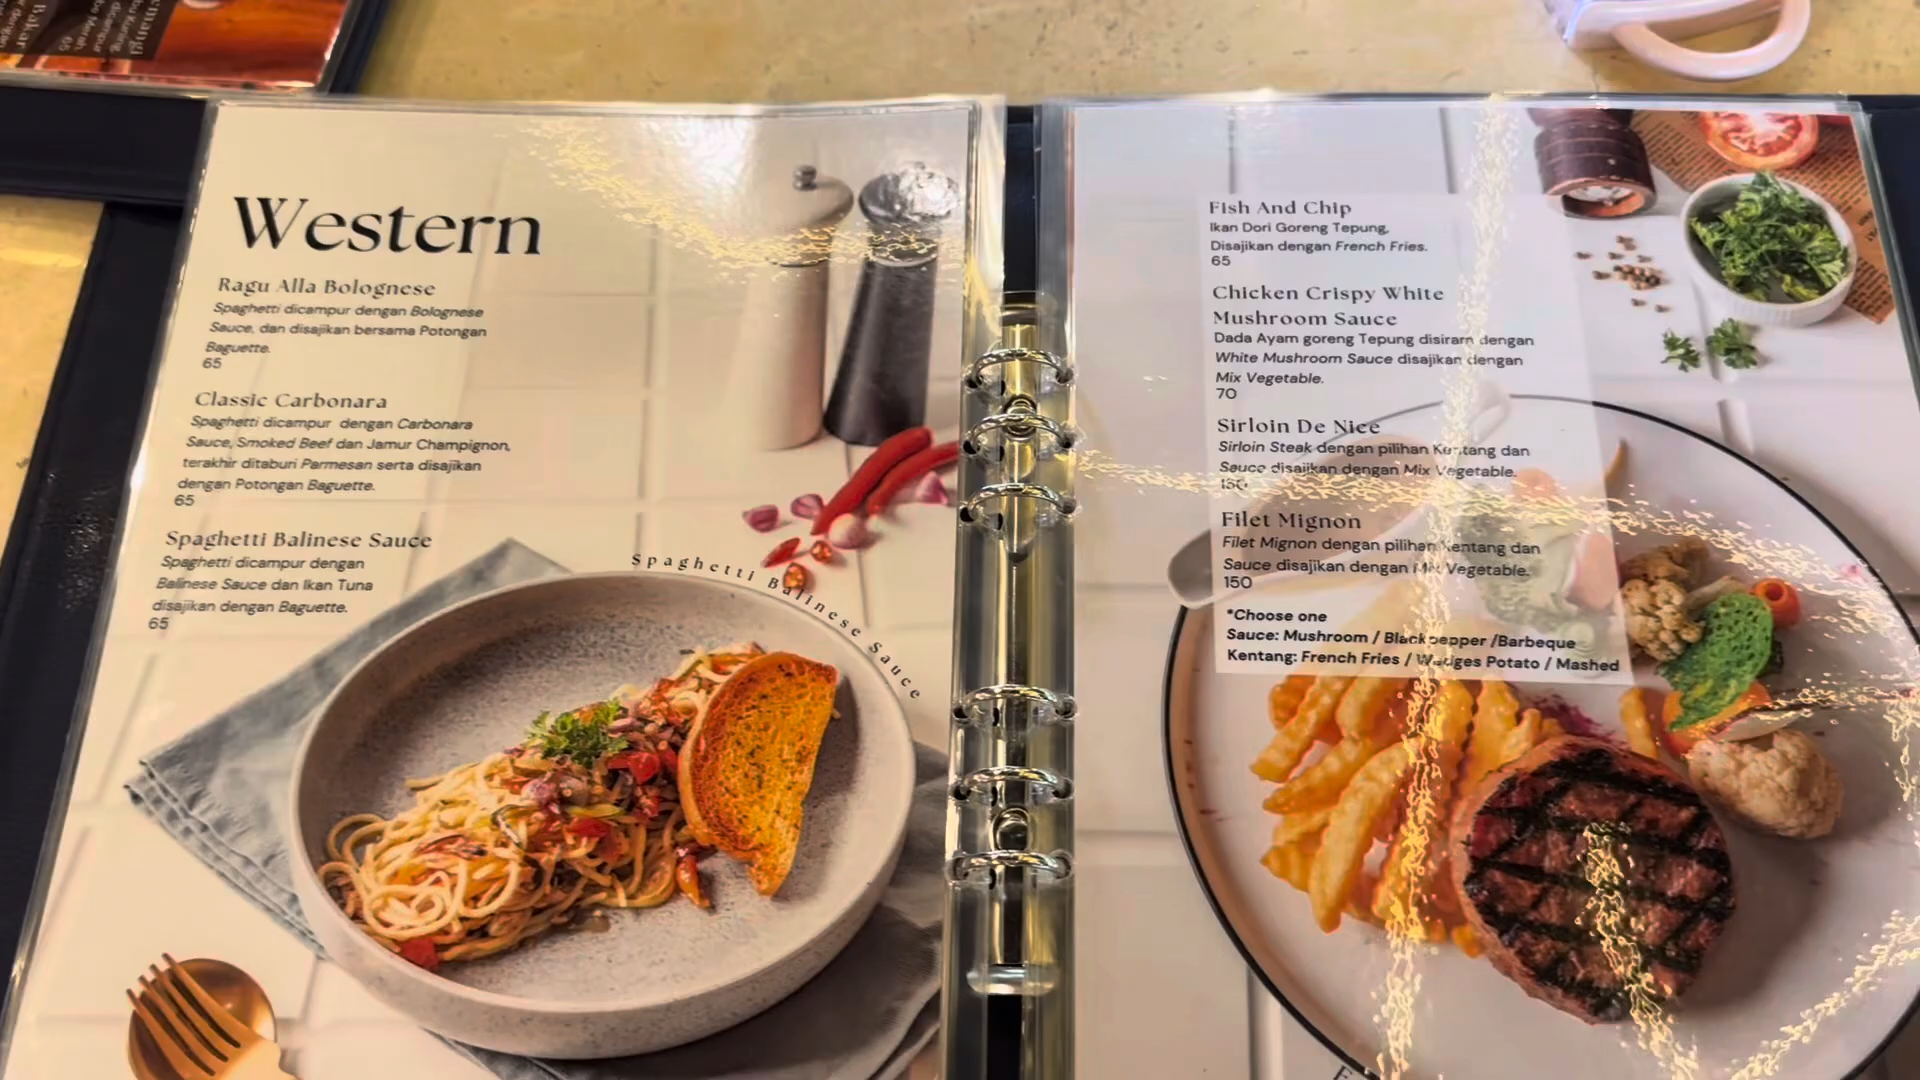 Western
Ragu Alla Bolognese
Spaghetti dicampur dengan Bolognese
Sauce, dan disajikan bersama Potongan
Baguette.
65
Classic Carbonara
Spaghetti dicampur dengan Carbonara
Sauce, Smoked Beef dan Jamur Champignon,
terakhir ditaburi Parmesan serta disajikan
dengan Potongan Baguette.
65
Spaghetti Balinese Sauce
Spaghetti dicampur dengan
Balinese Sauce dan Ikan Tuna
disajikan dengan Baguette.
65
Spaghetti Balinese Sauce
Fish And Chip
Ikan Dori Goreng Tepung,
Disajikan dengan French Fries.
65
Chicken Crispy White
Mushroom Sauce
Dada Ayam goreng Tepung disiram dengan
White Mushroom Sauce disajikan dengan
Mix Vegetable.
70
Sirloin De Nice
Sirloin Steak dengan pilihan Kentang dan
Sauce disajikan dengan Mix Vegetable.
Filet Mignon
Filet Mignon dengan pilihan Kentang dan
Sauce disajikan dengan Mix Vegetable.
150
*Choose one
Sauce: Mushroom / Blackpepper /Barbeque
Kentang: French Fries / Wedges Potato / Mashed